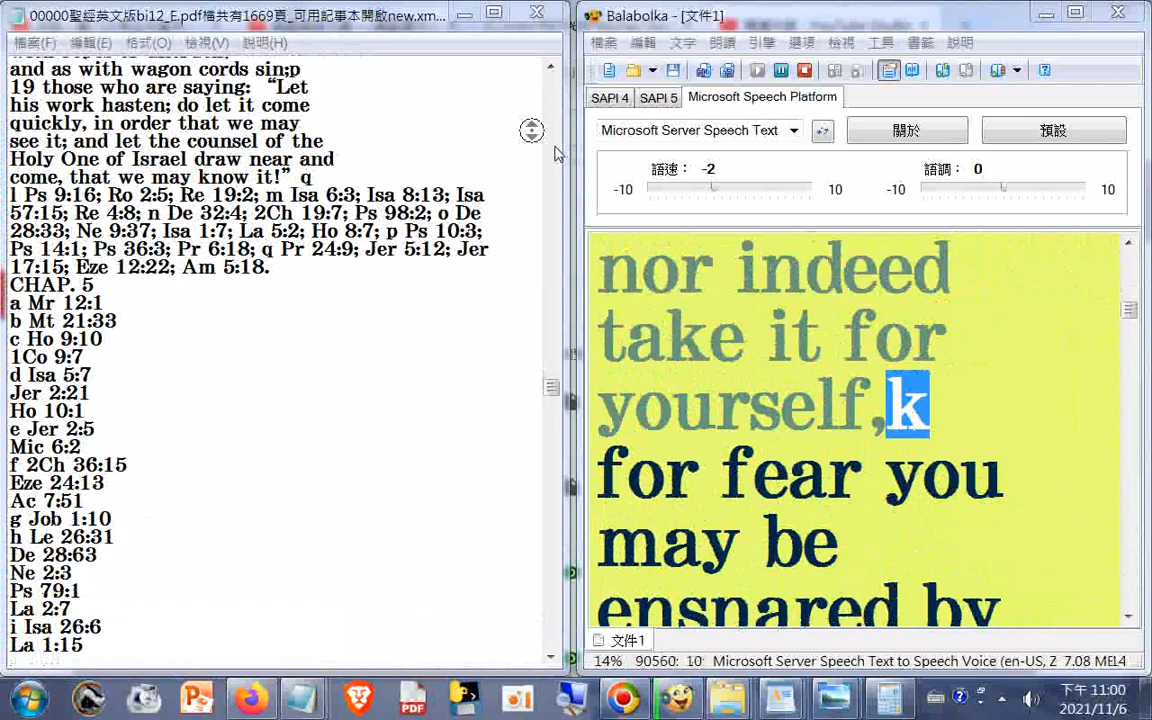 00000聖經英文版bi12_E.pdf檔共有1669頁_可用記事本開啟new.xm...
檔案(F) 編輯(E) 格式(O) 檢視(V) 說明(H)
and as with wagon cords sin;p
19 those who are saying: “Let
his work hasten; do let it come
quickly, in order that we may
see it; and let the counsel of the
Holy One of Israel draw near and
come, that we may know it!” q
l Ps 9:16; Ro 2:5; Re 19:2; m Isa 6:3; Isa 8:13; Isa
57:15; Re 4:8; n De 32:4; 2Ch 19:7; Ps 98:2; o De
28:33; Ne 9:37; Isa 1:7; La 5:2; Ho 8:7; p Ps 10:3;
Ps 14:1; Ps 36:3; Pr 6:18; q Pr 24:9; Jer 5:12; Jer
17:15; Eze 12:22; Am 5:18.
CHAP. 5
a Mr 12:1
b Mt 21:33
c Ho 9:10
1Co 9:7
d Isa 5:7
Jer 2:21
Ho 10:1
e Jer 2:5
Mic 6:2
f 2Ch 36:15
Eze 24:13
Ac 7:51
g Job 1:10
h Le 26:31
De 28:63
Ne 2:3
Ps 79:1
La 2:7
i Isa 26:6
La 1:15
Balabolka - [文件1]
檔案 編輯 文字 朗讀 引擎 選項 檢視 工具 書籤 說明
SAPI 4 SAPI 5 Microsoft Speech Platform
Microsoft Server Speech Text 關於 預設
語速： -2 語調： 0
-10 10 -10 10
nor indeed
take it for
yourself,k
for fear you
may be
ensnared by
文件1
14% 90560: 10 Microsoft Server Speech Text to Speech Voice (en-US, Z 7.08 ME14
PDF
下午 11:00
2021/11/6